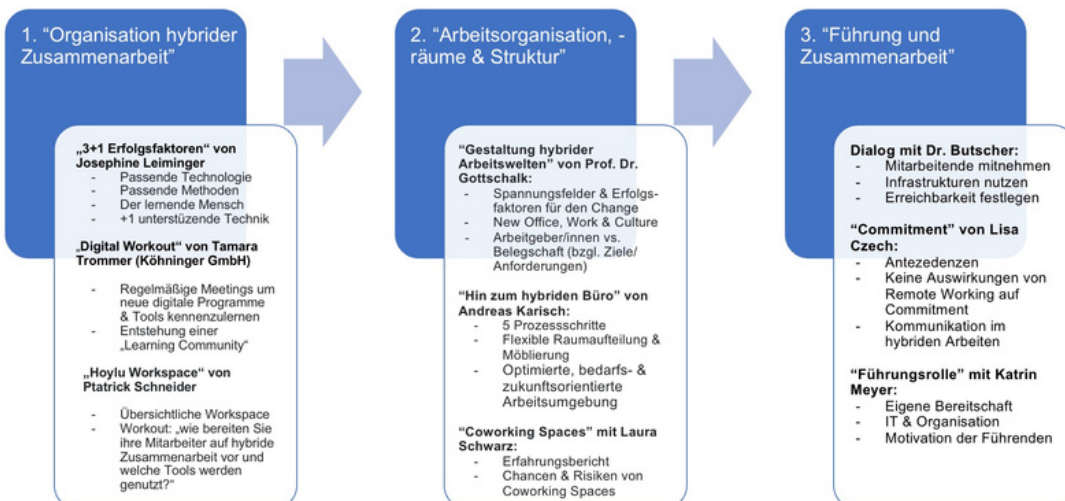 1. “Organisation hybrider
Zusammenarbeit”
„3+1 Erfolgsfaktoren“ von
Josephine Leiminger
- Passende Technologie
- Passende Methoden
- Der lernende Mensch
- +1 unterstüzende Technik
„Digital Workout“ von Tamara
Trommer (Köhninger GmbH)
- Regelmäßige Meetings um
neue digitale Programme
& Tools kennenzulernen
- Entstehung einer
„Learning Community“
„Hoylu Workspace“ von
Ptatrick Schneider
- Übersichtliche Workspace
- Workout: „wie bereiten Sie
ihre Mitarbeiter auf hybride
Zusammenarbeit vor und
welche Tools werden
genutzt?“
2. “Arbeitsorganisation, -
räume & Struktur”
“Gestaltung hybrider
Arbeitswelten” von Prof. Dr.
Gottschalk:
- Spannungsfelder & Erfolgs-
faktoren für den Change
- New Office, Work & Culture
- Arbeitgeber/innen vs.
Belegschaft (bzgl. Ziele/
Anforderungen)
“Hin zum hybriden Büro” von
Andreas Karisch:
- 5 Prozessschritte
- Flexible Raumaufteilung &
Möblierung
- Optimierte, bedarfs- &
zukunftsorientierte
Arbeitsumgebung
“Coworking Spaces” mit Laura
Schwarz:
- Erfahrungsbericht
- Chancen & Risiken von
Coworking Spaces
3. “Führung und
Zusammenarbeit”
Dialog mit Dr. Butscher:
- Mitarbeitende mitnehmen
- Infrastrukturen nutzen
- Erreichbarkeit festlegen
“Commitment” von Lisa
Czech:
- Antezedenzen
- Keine Auswirkungen von
Remote Working auf
Commitment
- Kommunikation im
hybriden Arbeiten
“Führungsrolle” mit Katrin
Meyer:
- Eigene Bereitschaft
- IT & Organisation
- Motivation der Führenden